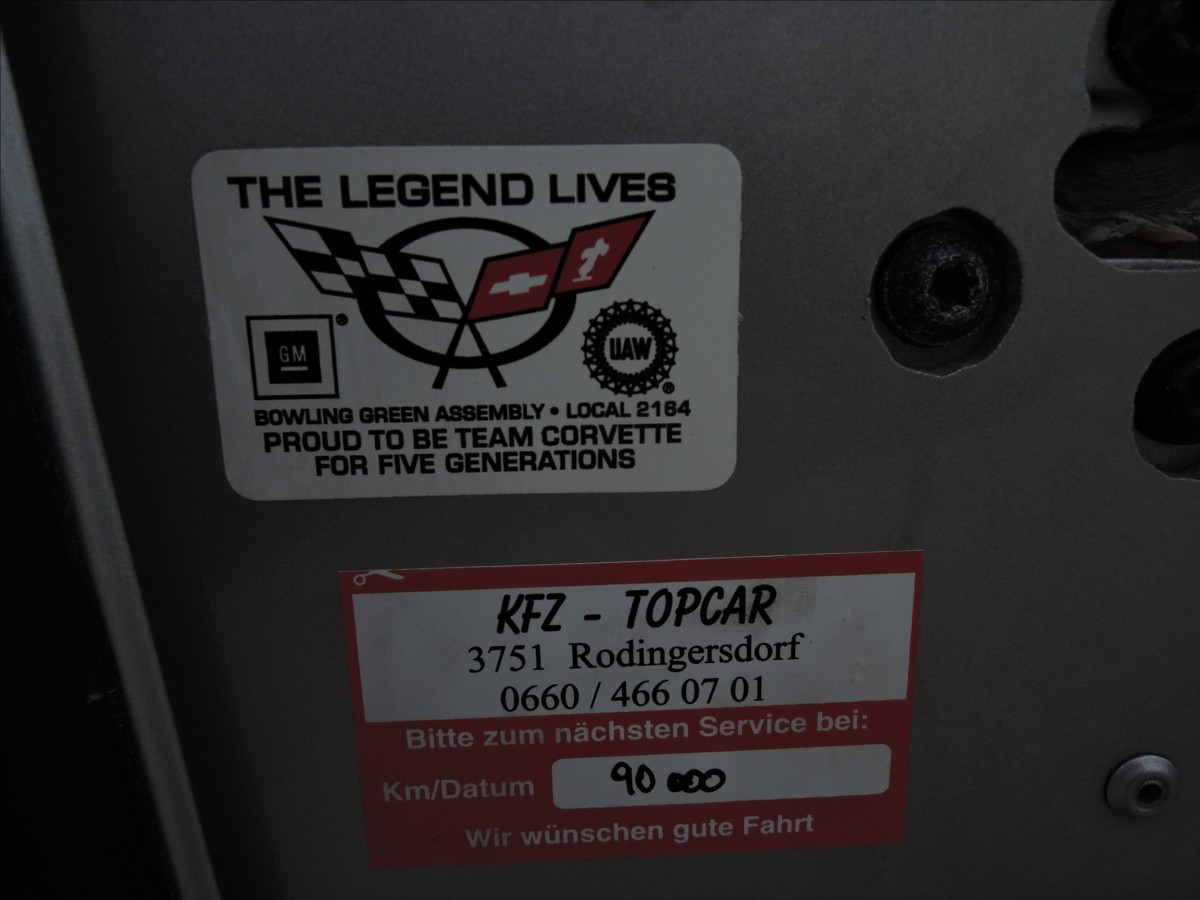 THE LEGEND LIVES
GM
UAW
BOWLING GREEN ASSEMBLY • LOCAL 2164
PROUD TO BE TEAM CORVETTE
FOR FIVE GENERATIONS
KFZ - TOPCAR
3751 Rodingersdorf
0660 / 466 07 01
Bitte zum nächsten Service bei:
Km/Datum 90 000
Wir wünschen gute Fahrt